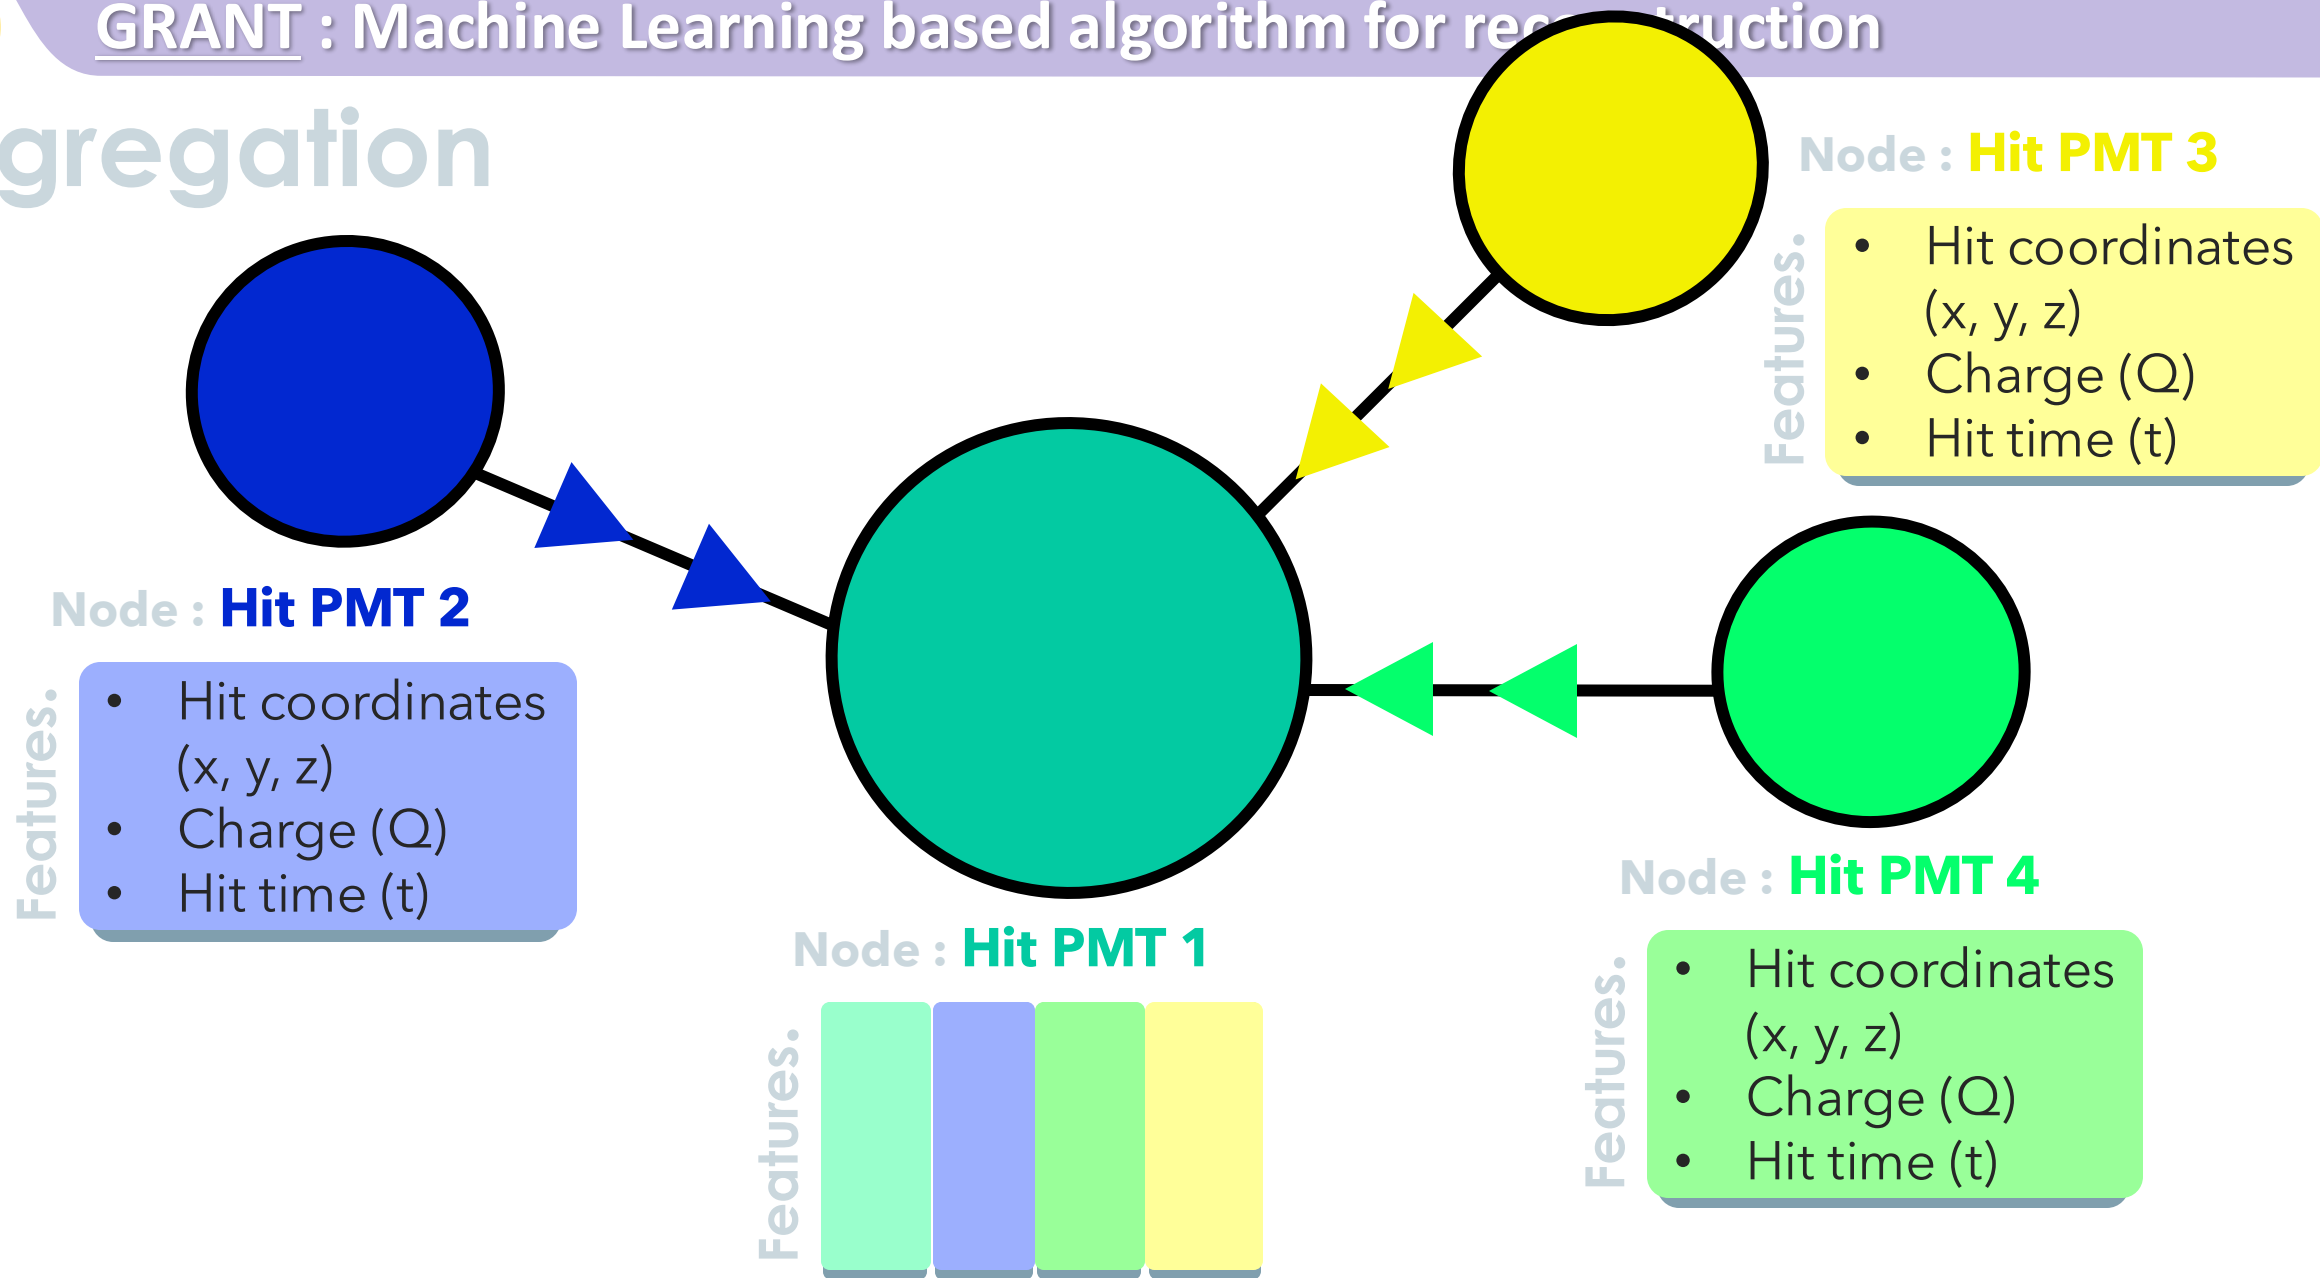 GRANT : Machine Learning based algorithm for rec truction
gregation
Node : Hit PMT 3
Features.
• Hit coordinates
(x, y, z)
• Charge (Q)
• Hit time (t)
Node : Hit PMT 2
Features.
• Hit coordinates
(x, y, z)
• Charge (Q)
• Hit time (t)
Node : Hit PMT 1
Features.
Node : Hit PMT 4
Features.
• Hit coordinates
(x, y, z)
• Charge (Q)
• Hit time (t)